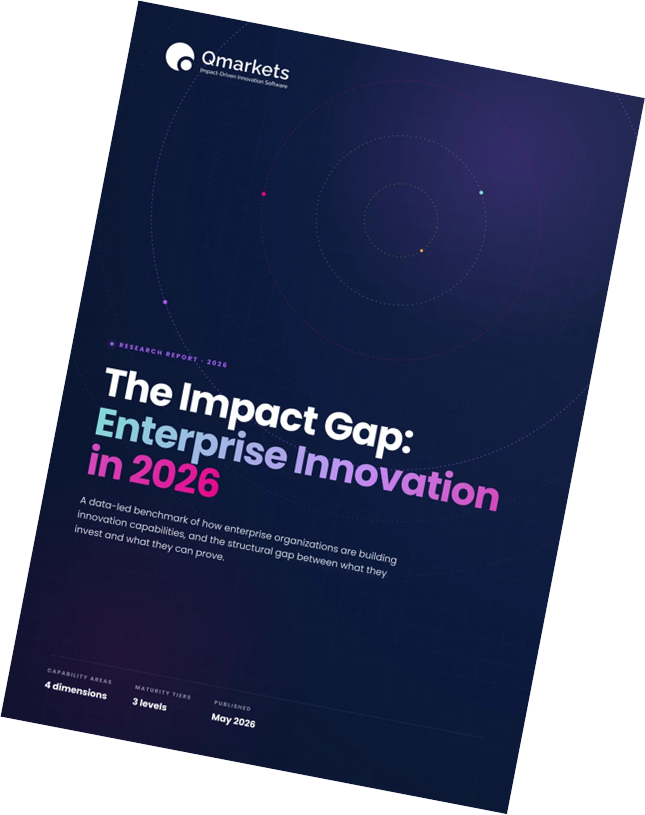 Qmarkets
Impact-Driven Innovation Software
RESEARCH REPORT · 2026
The Impact Gap:
Enterprise Innovation
in 2026
A data-led benchmark of how enterprise organizations are building
innovation capabilities, and the structural gap between what they
invest and what they can prove.
CAPABILITY AREAS
4 dimensions
MATURITY TIERS
3 levels
PUBLISHED
May 2026